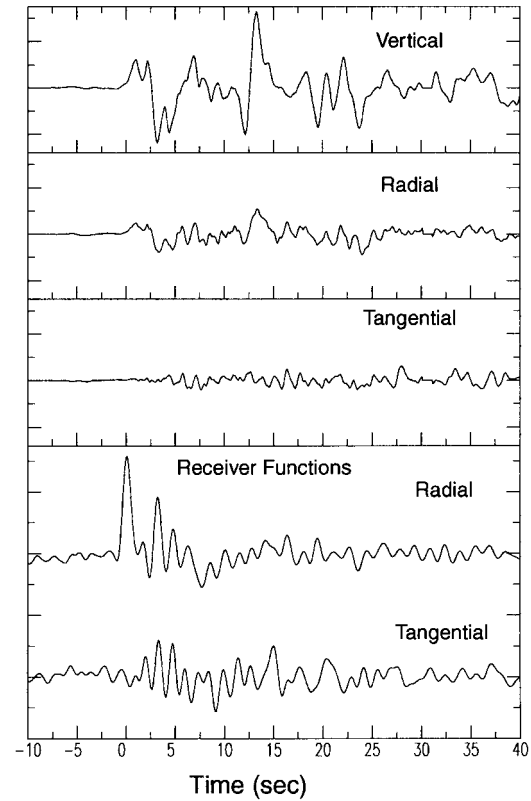 Vertical
Radial
Tangential
Receiver Functions
Radial
Tangential
-10 -5 0 5 10 15 20 25 30 35 40
Time (sec)